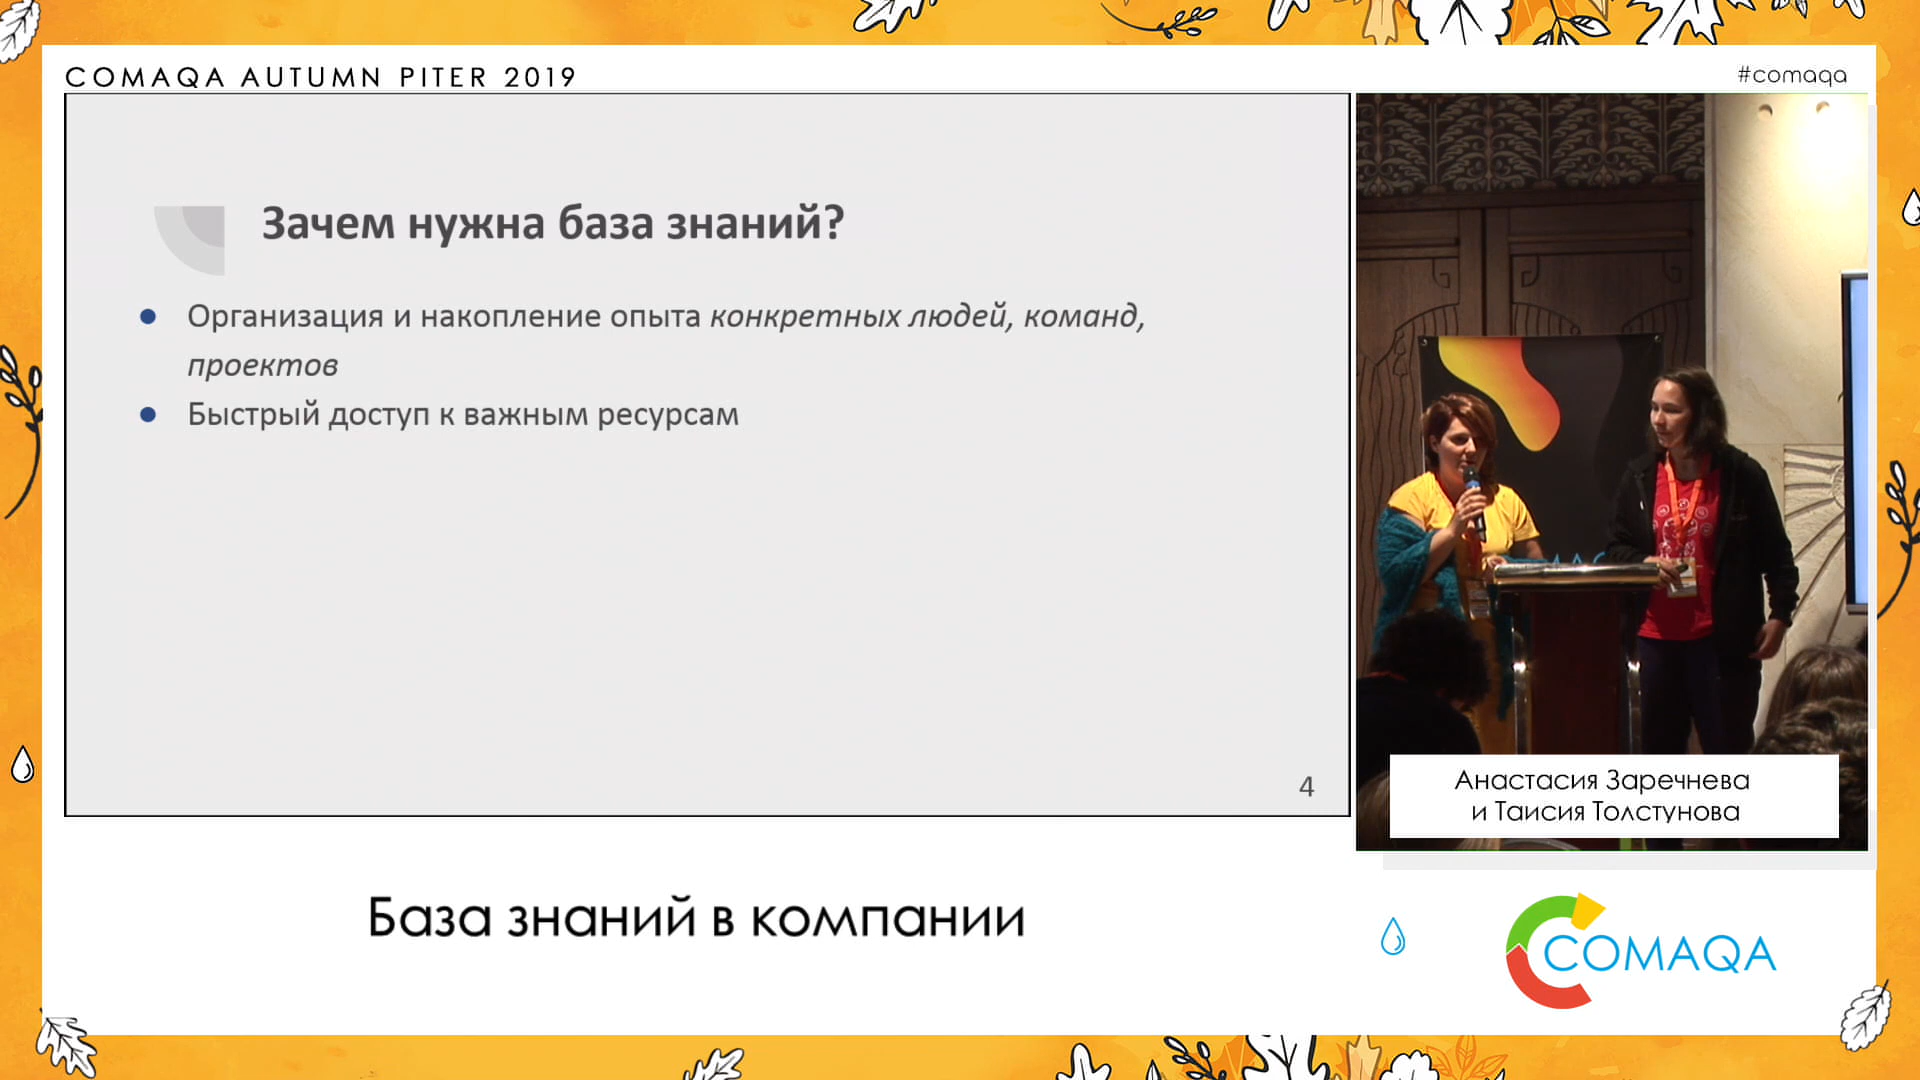 COMAQA AUTUMN PITER 2019
#comaqa
Зачем нужна база знаний?
Организация и накопление опыта конкретных людей, команд,
проектов
Быстрый доступ к важным ресурсам
4
Анастасия Заречнева
и Таисия Толстунова
База знаний в компании
COMAQA